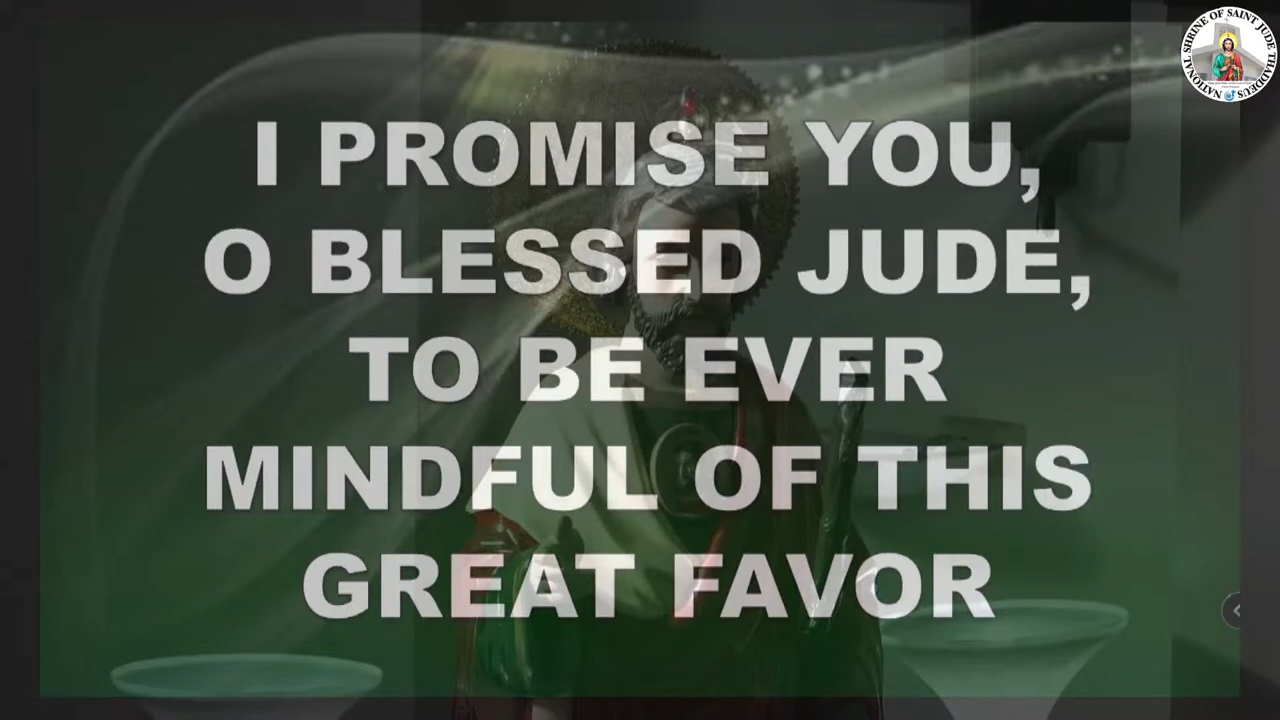 I PROMISE YOU,
O BLESSED JUDE,
TO BE EVER
MINDFUL OF THIS
GREAT FAVOR
NATIONAL SHRINE OF SAINT JUDE THADDEUS